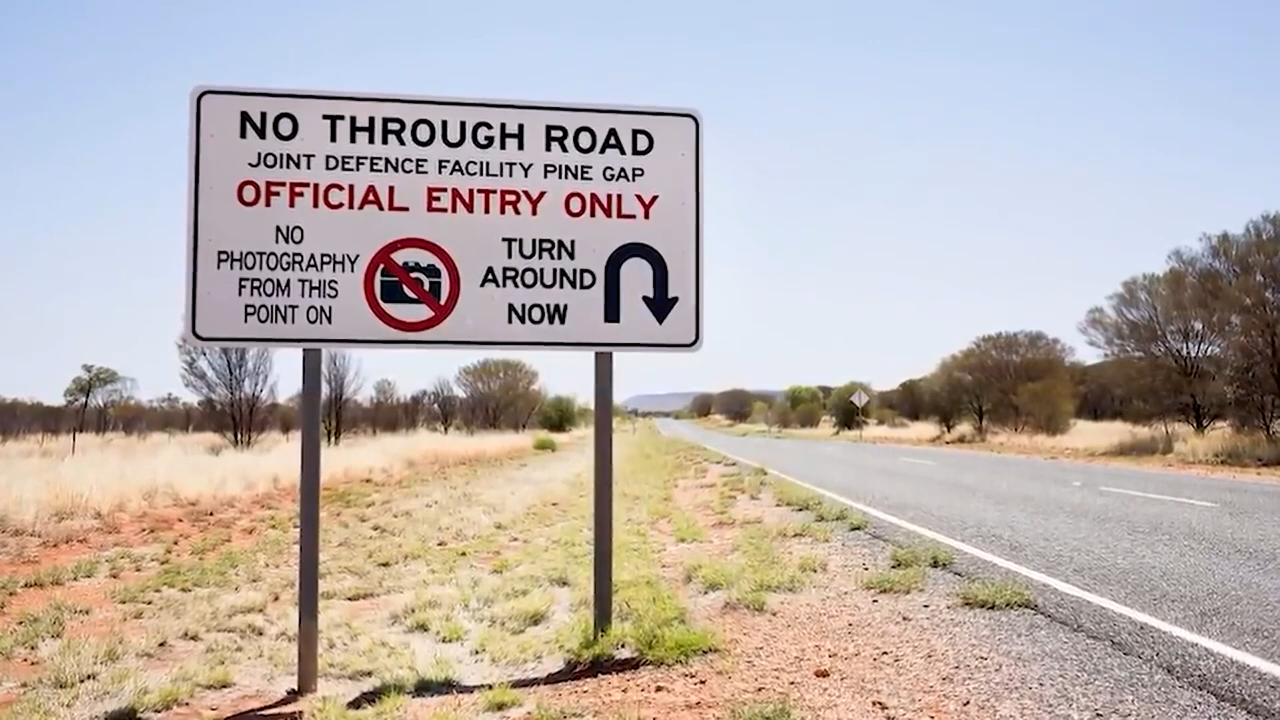 NO THROUGH ROAD
JOINT DEFENCE FACILITY PINE GAP
OFFICIAL ENTRY ONLY
NO
PHOTOGRAPHY
FROM THIS
POINT ON
TURN
AROUND
NOW